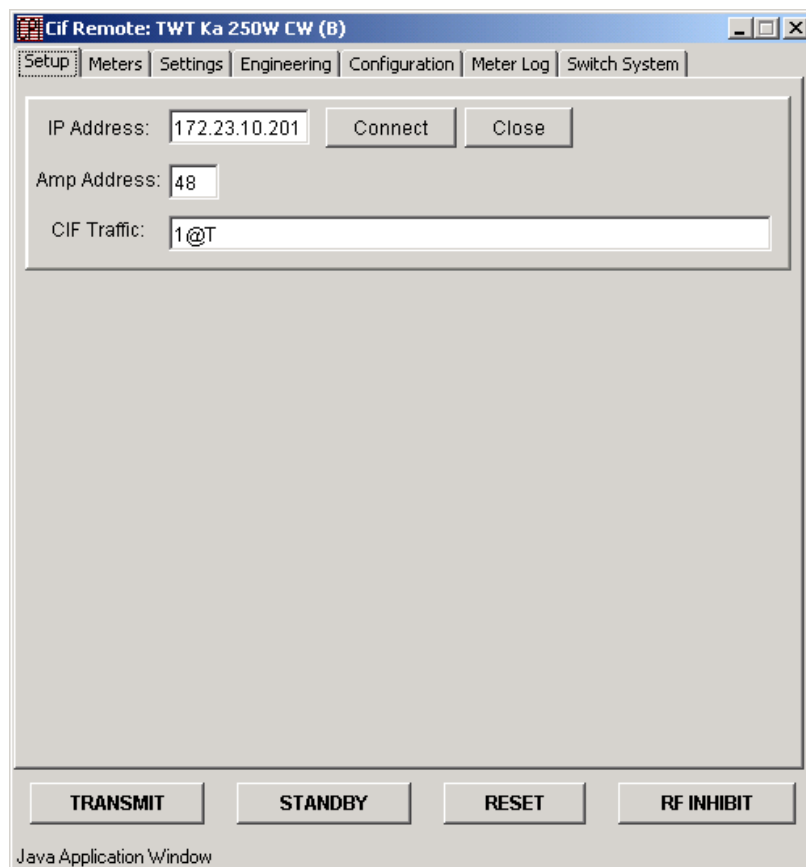 Cif Remote: TWT Ka 250W CW (B)
Setup Meters Settings Engineering Configuration Meter Log Switch System
IP Address: 172.23.10.201 Connect Close
Amp Address: 48
CIF Traffic: 1@T
TRANSMIT STANDBY RESET RF INHIBIT
Java Application Window